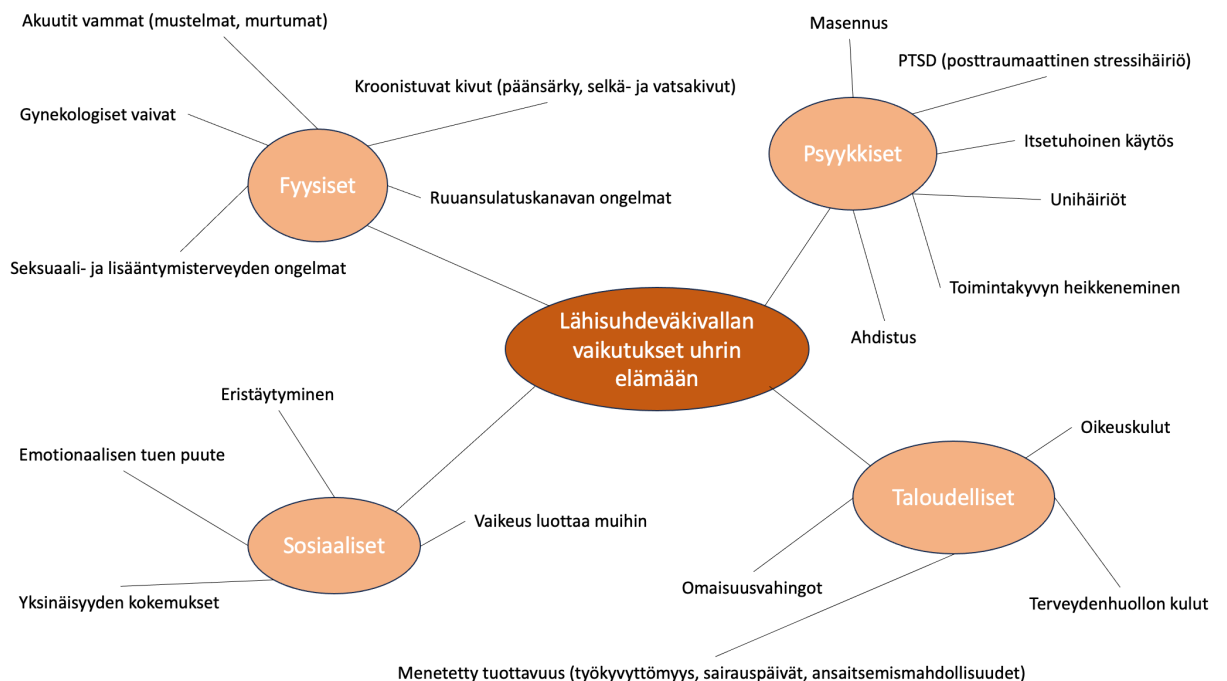 Akuutit vammat (mustelmat, murtumat)
Kroonistuvat kivut (päänsärky, selkä- ja vatsakivut)
Gynekologiset vaivat
Fyysiset
Ruuansulatuskanavan ongelmat
Seksuaali- ja lisääntymisterveyden ongelmat
Masennus
PTSD (posttraumaattinen stressihäiriö)
Psyykkiset
Itsetuhoinen käytös
Unihäiriöt
Toimintakyvyn heikkeneminen
Ahdistus
Lähisuhdeväkivallan
vaikutukset uhrin
elämään
Eristäytyminen
Emotionaalisen tuen puute
Vaikeus luottaa muihin
Sosiaaliset
Yksinäisyyden kokemukset
Oikeuskulut
Taloudelliset
Omaisuusvahingot
Terveydenhuollon kulut
Menetetty tuottavuus (työkyvyttömyys, sairauspäivät, ansaitsemismahdollisuudet)